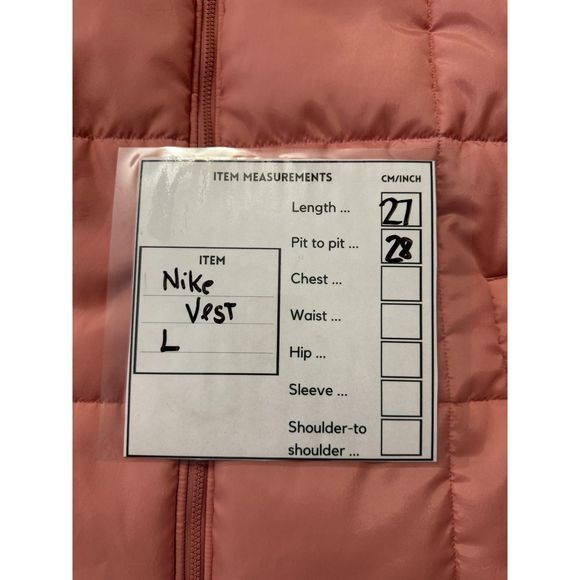 ITEM MEASUREMENTS CM/INCH
Length ... 27
Pit to pit ... 28
ITEM
Nike
Vest
L
Chest ...
Waist ...
Hip ...
Sleeve ...
Shoulder-to
shoulder ...